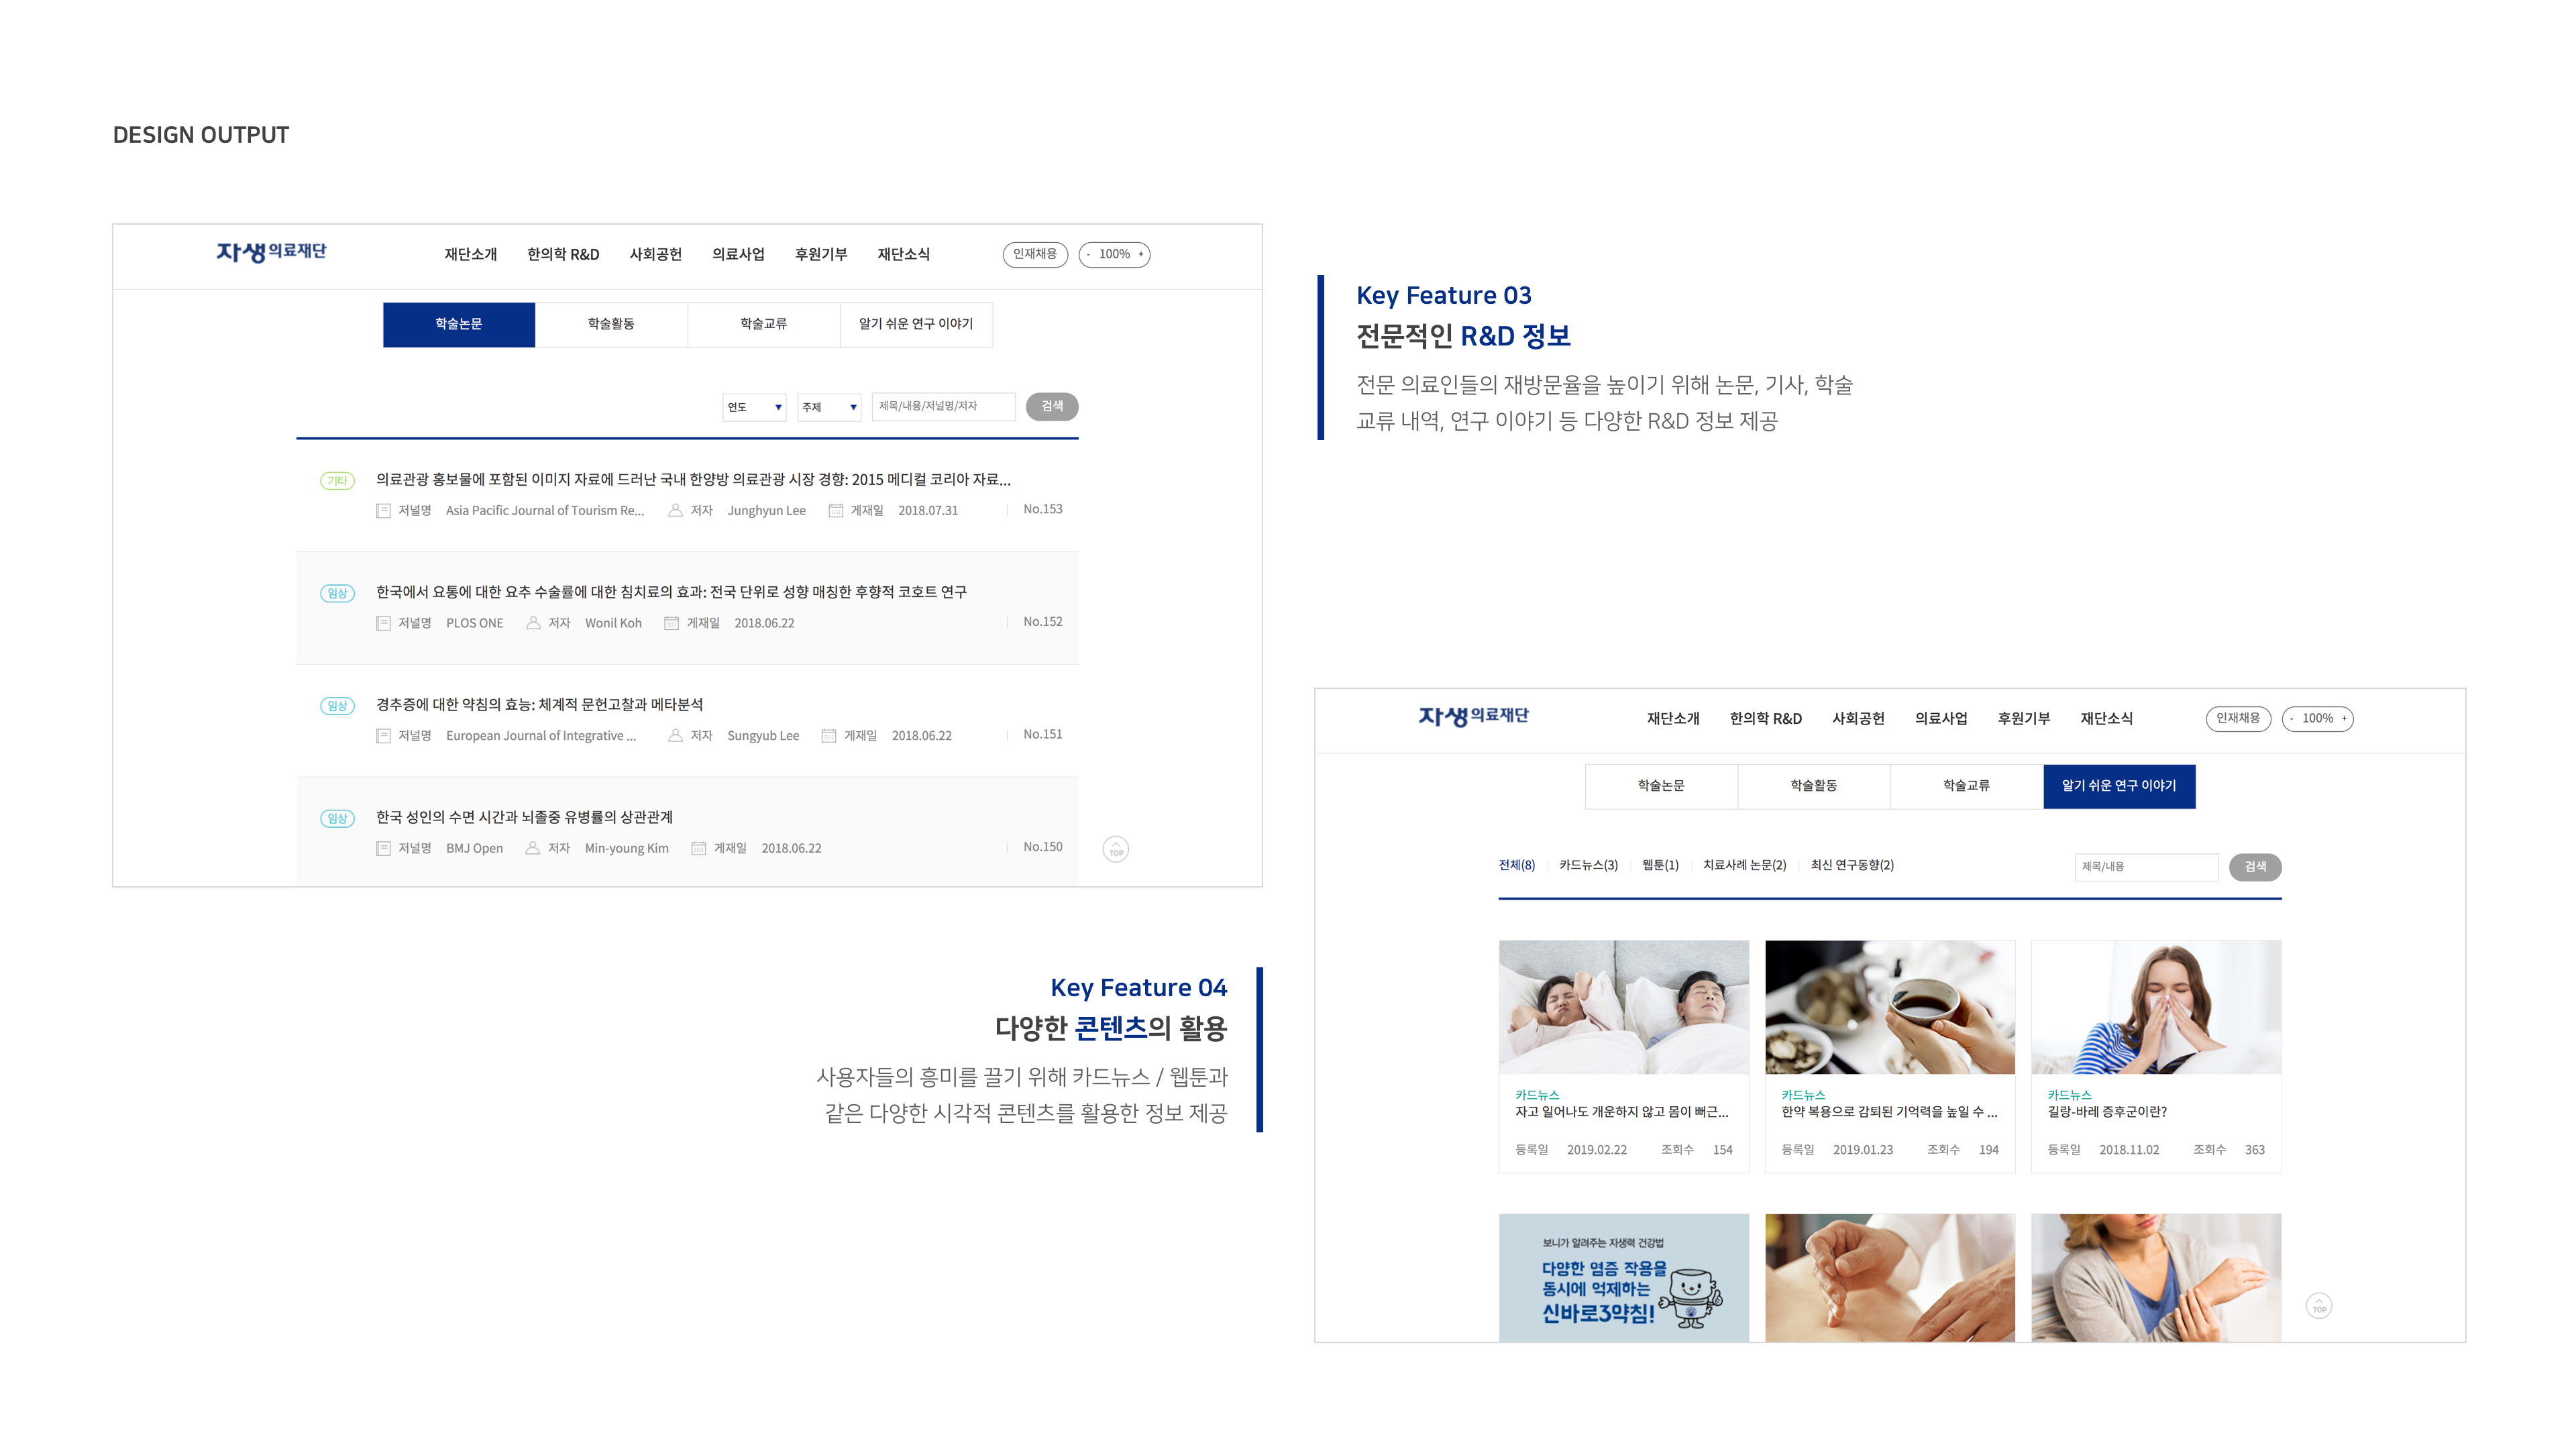 DESIGN OUTPUT
자생의료재단
재단소개 한의학 R&D 사회공헌 의료사업 후원기부 재단소식
인재채용 - 100% +
학술논문 학술활동 학술교류 알기 쉬운 연구 이야기
연도 ▼ 주제 ▼ 제목/내용/저널명/저자 검색
기타 의료관광 홍보물에 포함된 이미지 자료에 드러난 국내 한양방 의료관광 시장 경향: 2015 메디컬 코리아 자료...
저널명 Asia Pacific Journal of Tourism Re... 저자 Junghyun Lee 게재일 2018.07.31 No.153
임상 한국에서 요통에 대한 요추 수술률에 대한 침치료의 효과: 전국 단위로 성향 매칭한 후향적 코호트 연구
저널명 PLOS ONE 저자 Wonil Koh 게재일 2018.06.22 No.152
임상 경추증에 대한 약침의 효능: 체계적 문헌고찰과 메타분석
저널명 European Journal of Integrative ... 저자 Sungyub Lee 게재일 2018.06.22 No.151
임상 한국 성인의 수면 시간과 뇌졸중 유병률의 상관관계
저널명 BMJ Open 저자 Min-young Kim 게재일 2018.06.22 No.150
TOP
Key Feature 03
전문적인 R&D 정보
전문 의료인들의 재방문율을 높이기 위해 논문, 기사, 학술
교류 내역, 연구 이야기 등 다양한 R&D 정보 제공
Key Feature 04
다양한 콘텐츠의 활용
사용자들의 흥미를 끌기 위해 카드뉴스 / 웹툰과
같은 다양한 시각적 콘텐츠를 활용한 정보 제공
자생의료재단
재단소개 한의학 R&D 사회공헌 의료사업 후원기부 재단소식
인재채용 - 100% +
학술논문 학술활동 학술교류 알기 쉬운 연구 이야기
전체(8) 카드뉴스(3) 웹툰(1) 치료사례 논문(2) 최신 연구동향(2)
제목/내용 검색
카드뉴스
자고 일어나도 개운하지 않고 몸이 뻐근...
등록일 2019.02.22 조회수 154
카드뉴스
한약 복용으로 감퇴된 기억력을 높일 수 ...
등록일 2019.01.23 조회수 194
카드뉴스
길랑-바레 증후군이란?
등록일 2018.11.02 조회수 363
보니가 알려주는 자생력 건강법
다양한 염증 작용을
동시에 억제하는
신바로3약침!
TOP